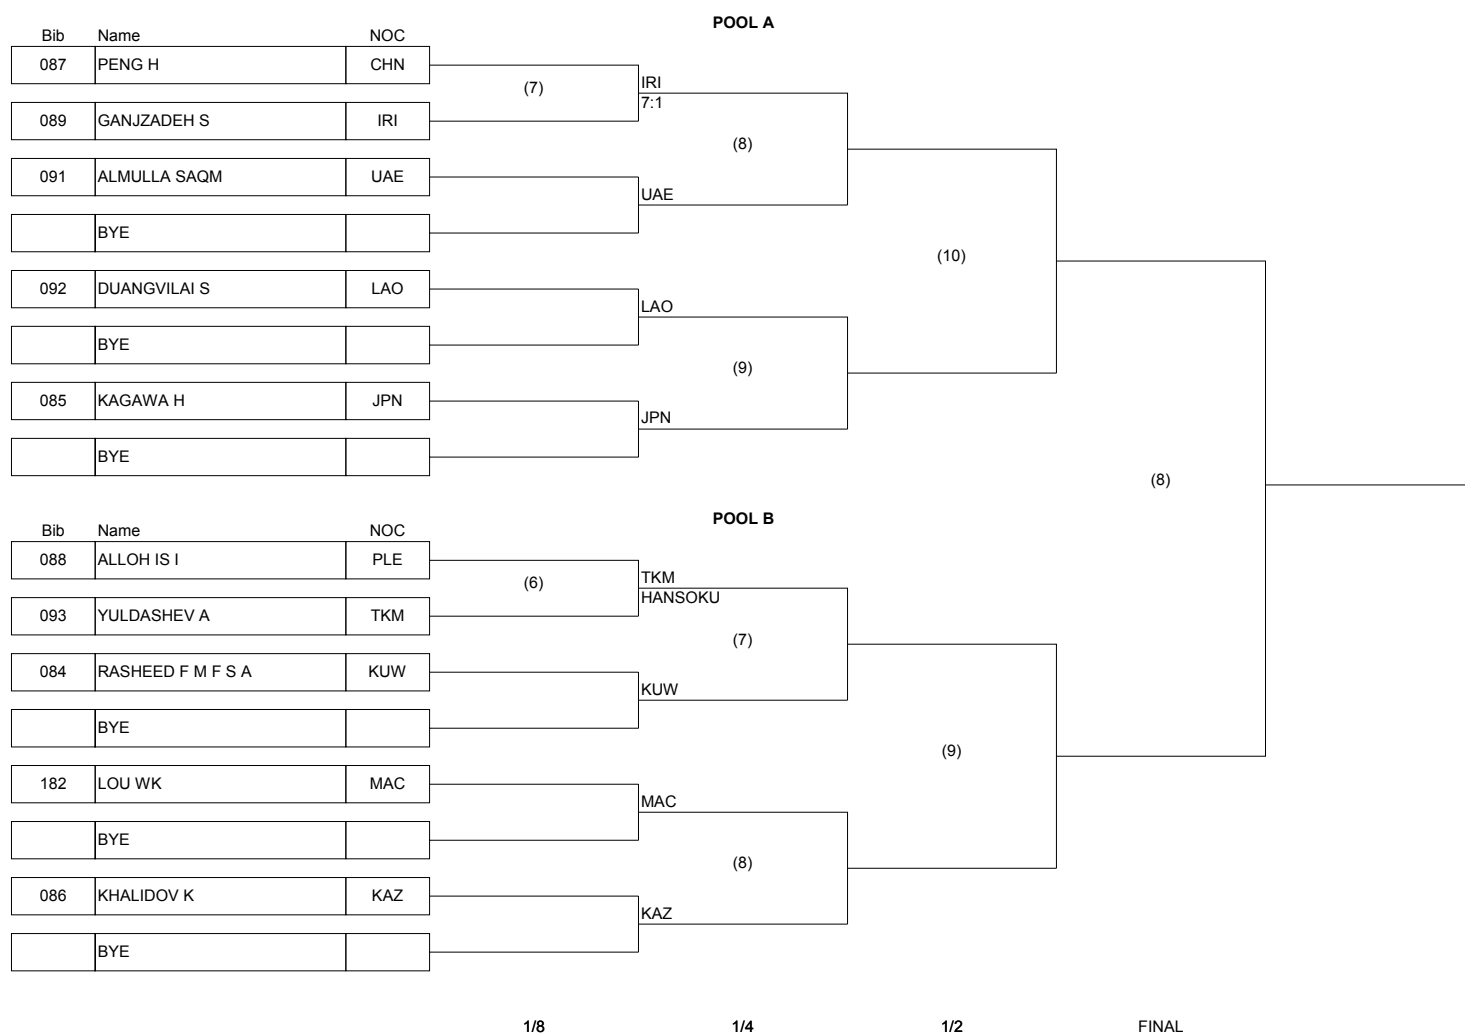 POOL A
Bib Name NOC
087 PENG H CHN
(7)
IRI
7:1
089 GANJZADEH S IRI
(8)
091 ALMULLA SAQM UAE
UAE
BYE
(10)
092 DUANGVILAI S LAO
LAO
BYE
(9)
085 KAGAWA H JPN
JPN
BYE
(8)
POOL B
Bib Name NOC
088 ALLOH IS I PLE
(6)
TKM
HANSOKU
093 YULDASHEV A TKM
(7)
084 RASHEED F M F S A KUW
KUW
BYE
(9)
182 LOU WK MAC
MAC
BYE
(8)
086 KHALIDOV K KAZ
KAZ
BYE
1/8 1/4 1/2 FINAL